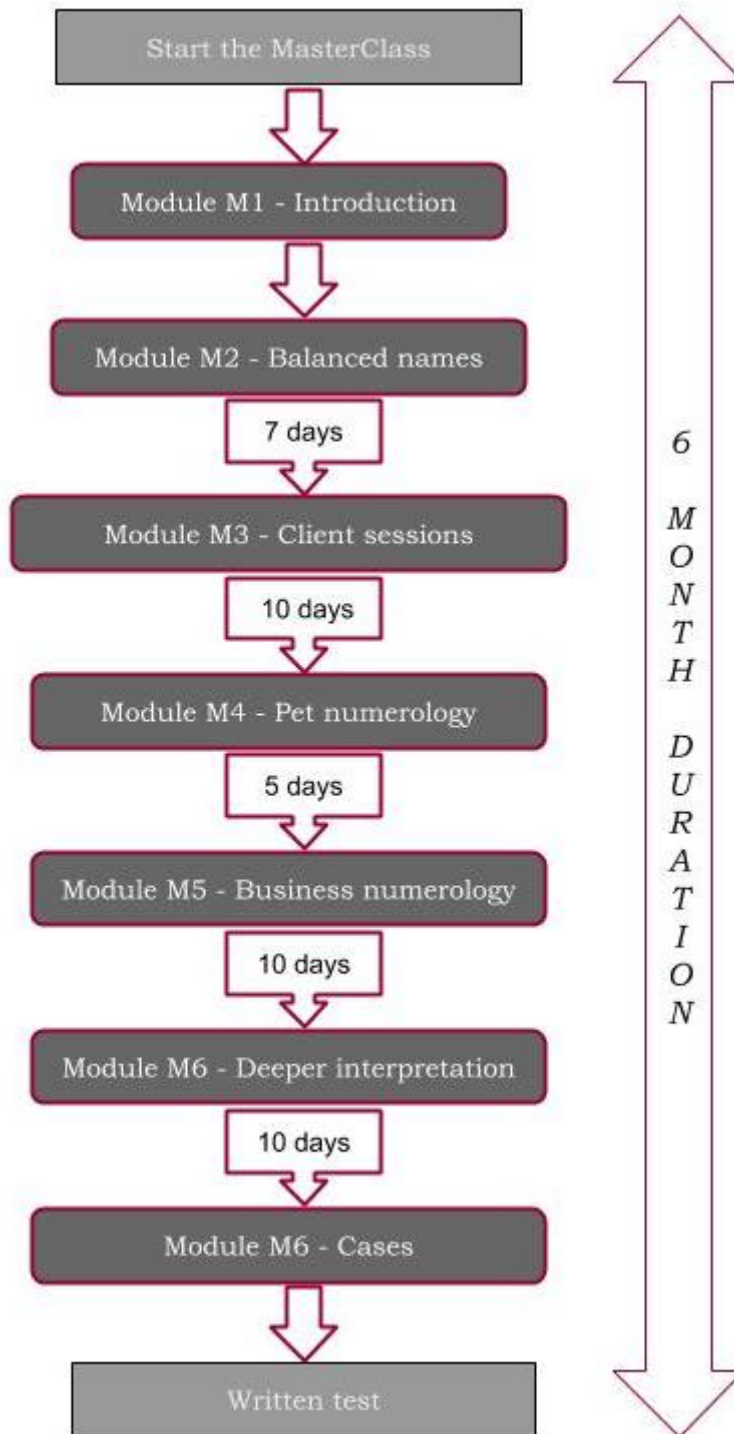 Start the MasterClass
Module M1 - Introduction
Module M2 - Balanced names
7 days
Module M3 - Client sessions
10 days
Module M4 - Pet numerology
5 days
Module M5 - Business numerology
10 days
Module M6 - Deeper interpretation
10 days
Module M6 - Cases
Written test
6 MONTH DURATION